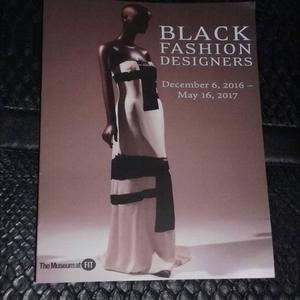 BLACK
FASHION
DESIGNERS
December 6, 2016 –
May 16, 2017
The Museum at FIT